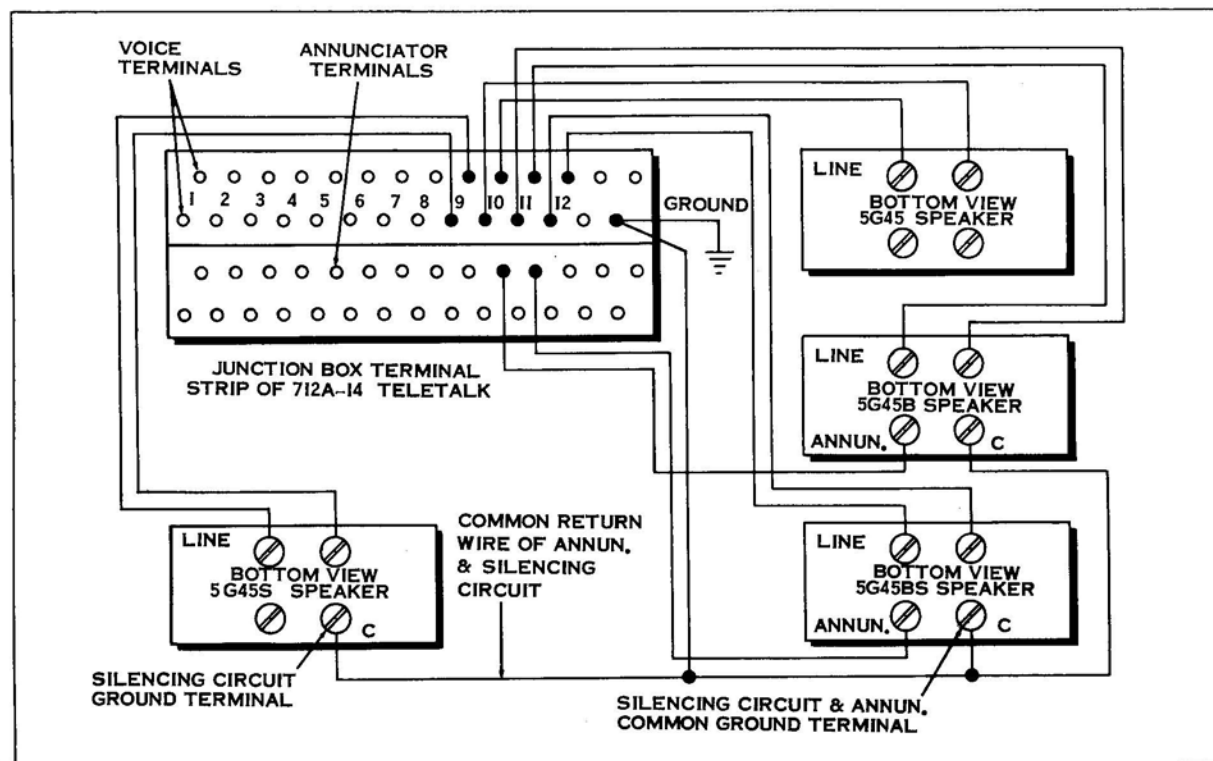 VOICE
TERMINALS
ANNUNCIATOR
TERMINALS
1 2 3 4 5 6 7 8 9 10 11 12
GROUND
JUNCTION BOX TERMINAL
STRIP OF 712A-14 TELETALK
LINE
BOTTOM VIEW
5G45 SPEAKER
LINE
BOTTOM VIEW
5G45B SPEAKER
ANNUN. C
LINE
BOTTOM VIEW
5G45S SPEAKER
C
SILENCING CIRCUIT
GROUND TERMINAL
COMMON RETURN
WIRE OF ANNUN.
& SILENCING
CIRCUIT
LINE
BOTTOM VIEW
5G45BS SPEAKER
ANNUN. C
SILENCING CIRCUIT & ANNUN.
COMMON GROUND TERMINAL